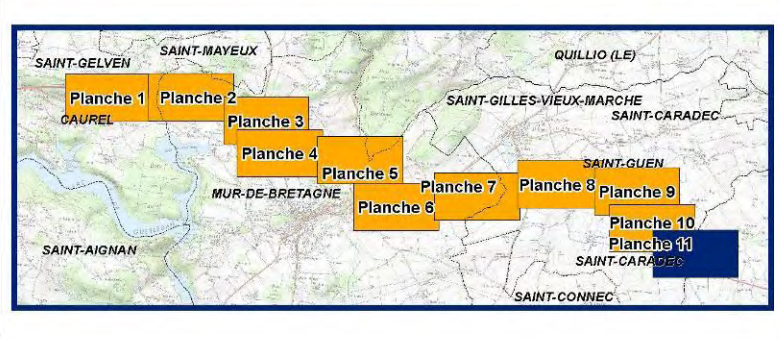 SAINT-MAYEUX
QUILLIO (LE)
SAINT-GELVEN
Planche 1
Planche 2
SAINT-GILLES-VIEUX-MARCHE
CAUREL
Planche 3
SAINT-CARADEC
Planche 4
SAINT-GUEN
Planche 5
Planche 7
Planche 8
Planche 9
MUR-DE-BRETAGNE
Planche 6
Planche 10
SAINT-AIGNAN
Planche 11
SAINT-CARADEC
SAINT-CONNEC